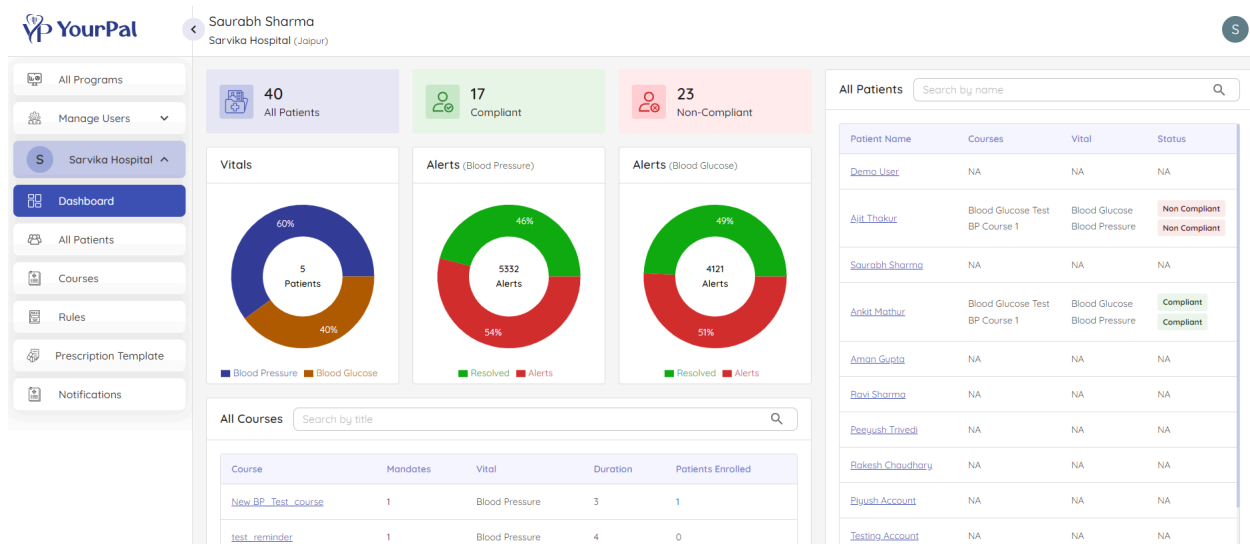 YourPal
Saurabh Sharma
Sarvika Hospital (Jaipur)
S
All Programs
Manage Users
S Sarvika Hospital
Dashboard
All Patients
Courses
Rules
Prescription Template
Notifications
40
All Patients
17
Compliant
23
Non-Compliant
Vitals
60%
5
Patients
40%
Blood Pressure Blood Glucose
Alerts (Blood Pressure)
46%
5332
Alerts
54%
Resolved Alerts
Alerts (Blood Glucose)
49%
4121
Alerts
51%
Resolved Alerts
All Courses Search by title
Course Mandates Vital Duration Patients Enrolled
New BP_Test_course 1 Blood Pressure 3 1
test_reminder 1 Blood Pressure 4 0
All Patients Search by name
Patient Name Courses Vital Status
Demo User NA NA NA
Ajit Thakur
Blood Glucose Test Blood Glucose Non Compliant
BP Course 1 Blood Pressure Non Compliant
Saurabh Sharma NA NA NA
Ankit Mathur
Blood Glucose Test Blood Glucose Compliant
BP Course 1 Blood Pressure Compliant
Aman Gupta NA NA NA
Ravi Sharma NA NA NA
Peeyush Trivedi NA NA NA
Rakesh Chaudhary NA NA NA
Piyush Account NA NA NA
Testing Account NA NA NA